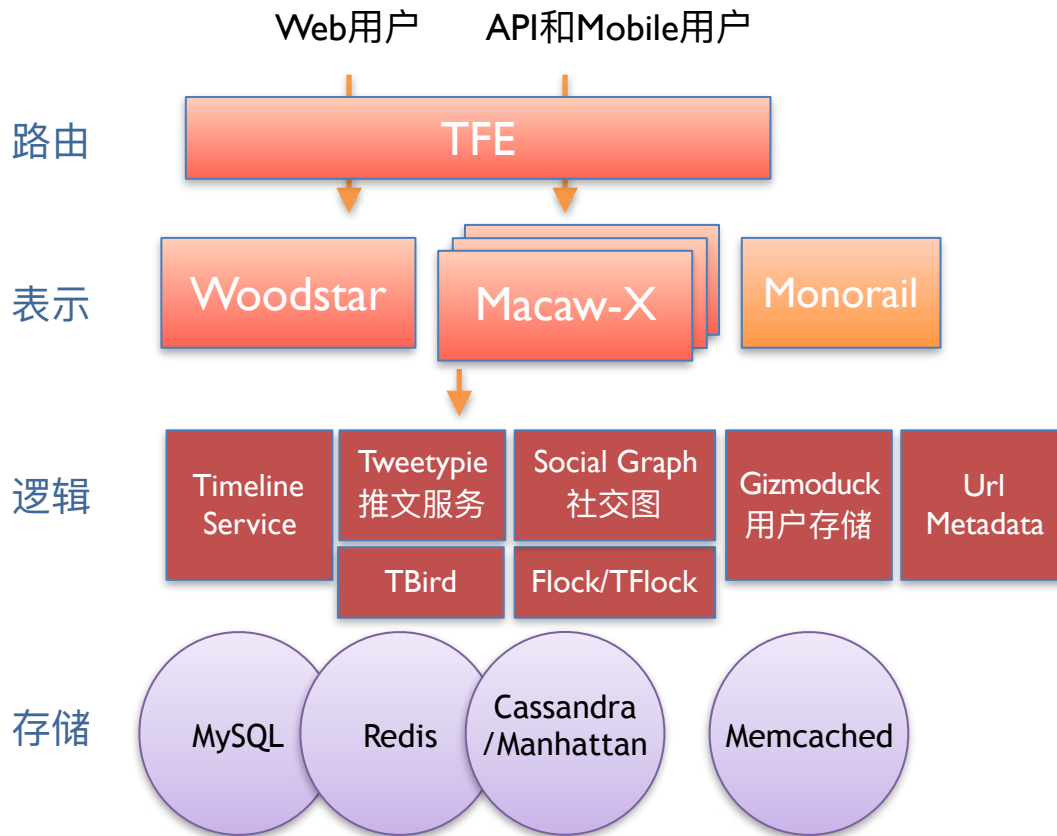 Web用户
API和Mobile用户
路由
TFE
表示
Woodstar
Macaw-X
Monorail
逻辑
Timeline
Service
Tweetypie
推文服务
TBird
Social Graph
社交图
Flock/TFlock
Gizmoduck
用户存储
Url
Metadata
存储
MySQL
Redis
Cassandra
/Manhattan
Memcached